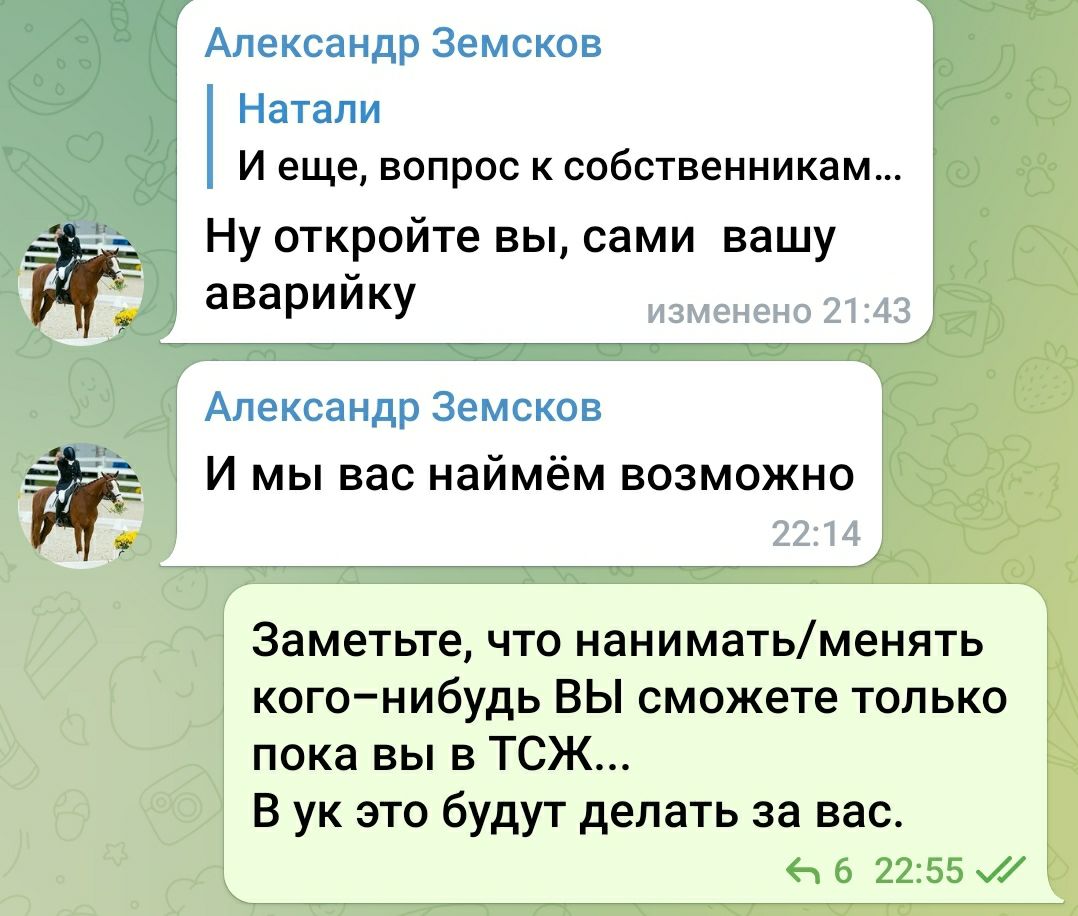 Александр Земсков
Натали
И еще, вопрос к собственникам...
Ну откройте вы, сами вашу
аварийку
изменено 21:43
Александр Земсков
И мы вас наймём возможно
22:14
Заметьте, что нанимать/менять
кого–нибудь ВЫ сможете только
пока вы в ТСЖ...
В ук это будут делать за вас.
6 22:55